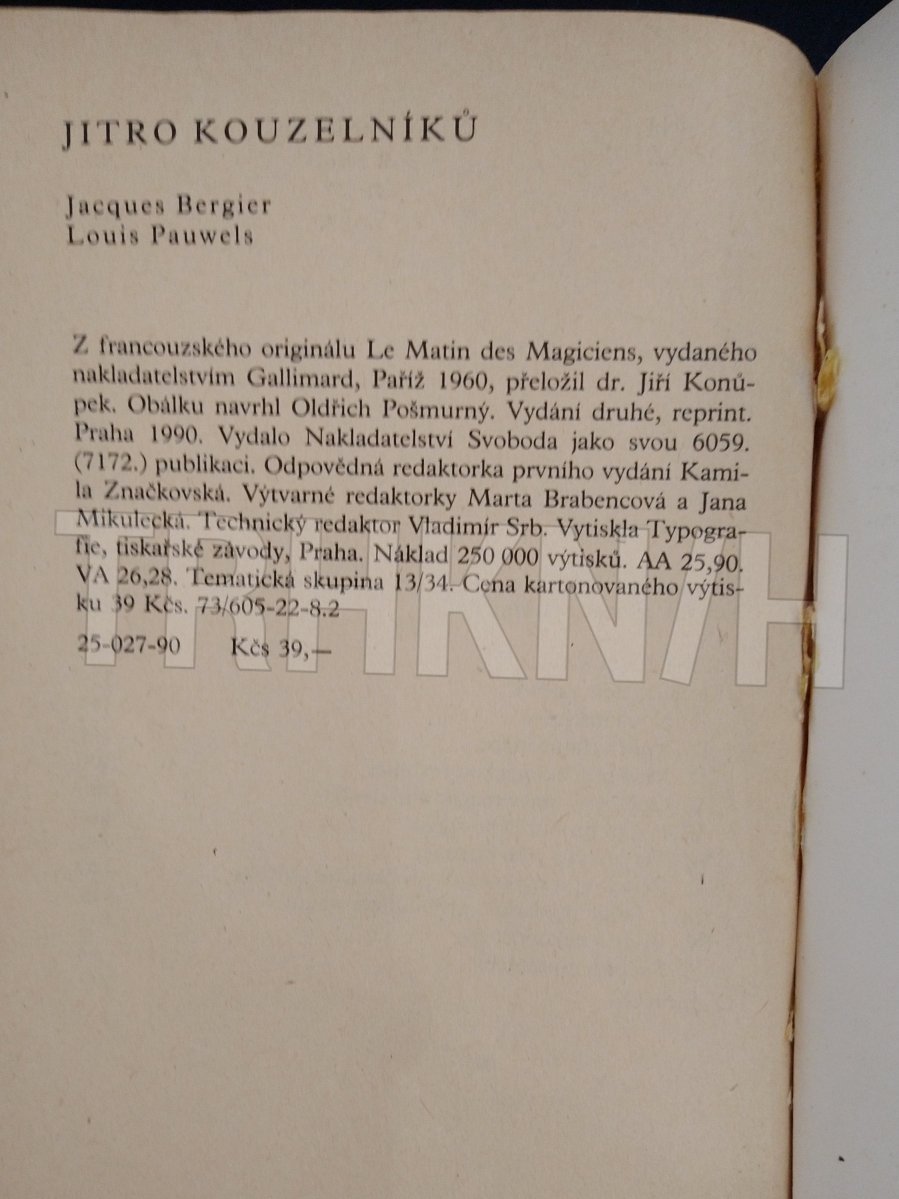 JITRO KOUZELNÍKŮ
Jacques Bergier
Louis Pauwels
Z francouzského originálu Le Matin des Magiciens, vydaného
nakladatelstvím Gallimard, Paříž 1960, přeložil dr. Jiří Konů-
pek. Obálku navrhl Oldřich Pošmurný. Vydání druhé, reprint.
Praha 1990. Vydalo Nakladatelství Svoboda jako svou 6059.
(7172.) publikaci. Odpovědná redaktorka prvního vydání Kami-
la Značkovská. Výtvarné redaktorky Marta Brabencová a Jana
Mikulecká. Technický redaktor Vladimír Srb. Vytiskla Typogra-
fie, tiskařské závody, Praha. Náklad 250 000 výtisků. AA 25,90.
VA 26,28. Tematická skupina 13/34. Cena kartonovaného výtis-
ku 39 Kčs. 73/605-22-8.2
25-027-90 Kčs 39,—